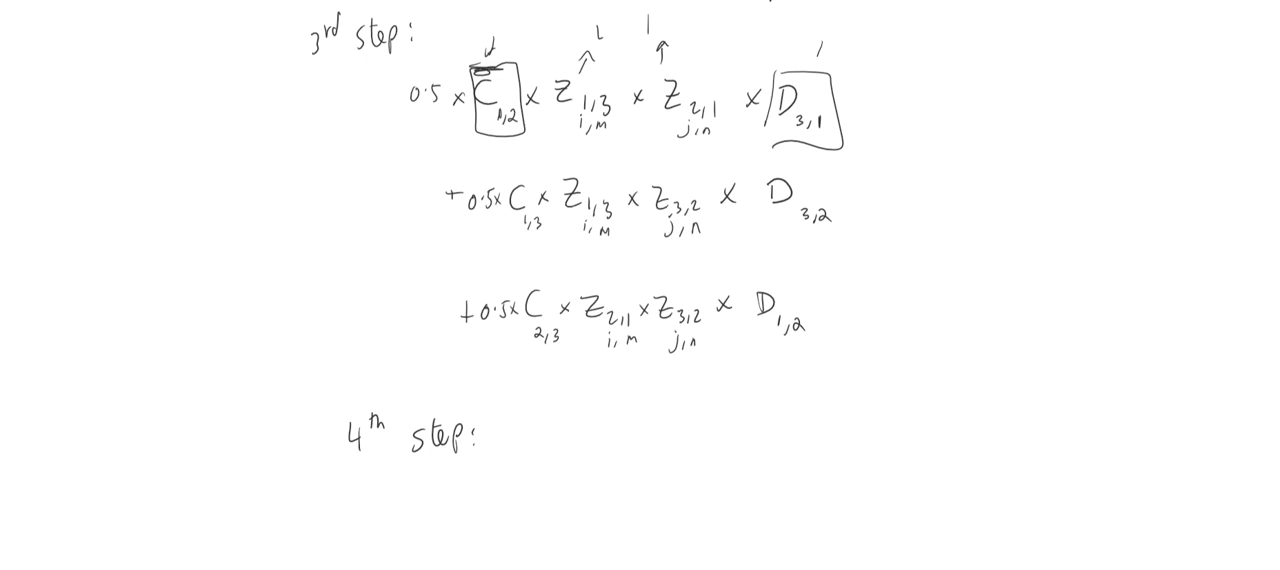 3rd step:
0.5 × C1,2 × Z1,3 × Z2,1 × D3,1
i,m j,n
+0.5× C1,3 × Z1,3 × Z3,2 × D3,2
i,m j,n
+0.5× C2,3 × Z2,1 × Z3,2 × D1,2
i,m j,n
4th step: